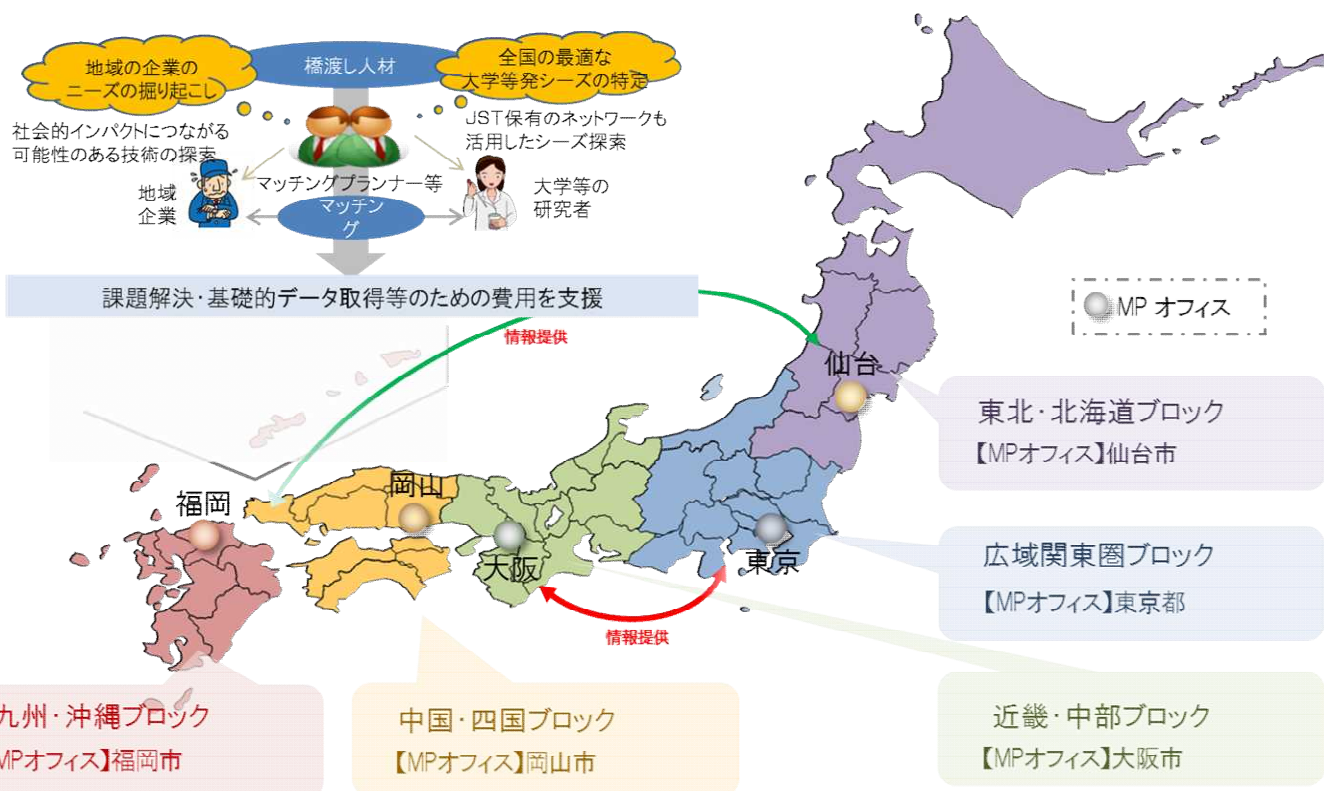 地域の企業の
ニーズの掘り起こし
橋渡し人材
全国の最適な
大学等発シーズの特定
社会的インパクトにつながる
可能性のある技術の探索
JST保有のネットワークも
活用したシーズ探索
地域
企業
マッチングプランナー等
大学等の
研究者
マッチン
グ
課題解決・基礎的データ取得等のための費用を支援
情報提供
MP オフィス
仙台
東北・北海道ブロック
【MPオフィス】仙台市
福岡
岡山
大阪
東京
広域関東圏ブロック
【MPオフィス】東京都
情報提供
九州・沖縄ブロック
MPオフィス】福岡市
中国・四国ブロック
【MPオフィス】岡山市
近畿・中部ブロック
【MPオフィス】大阪市